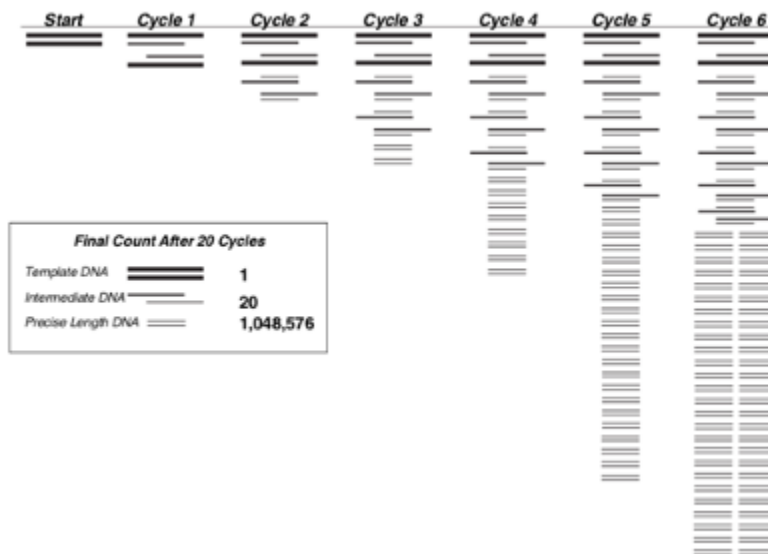 Start Cycle 1 Cycle 2 Cycle 3 Cycle 4 Cycle 5 Cycle 6
Final Count After 20 Cycles
Template DNA 1
Intermediate DNA 20
Precise Length DNA 1,048,576